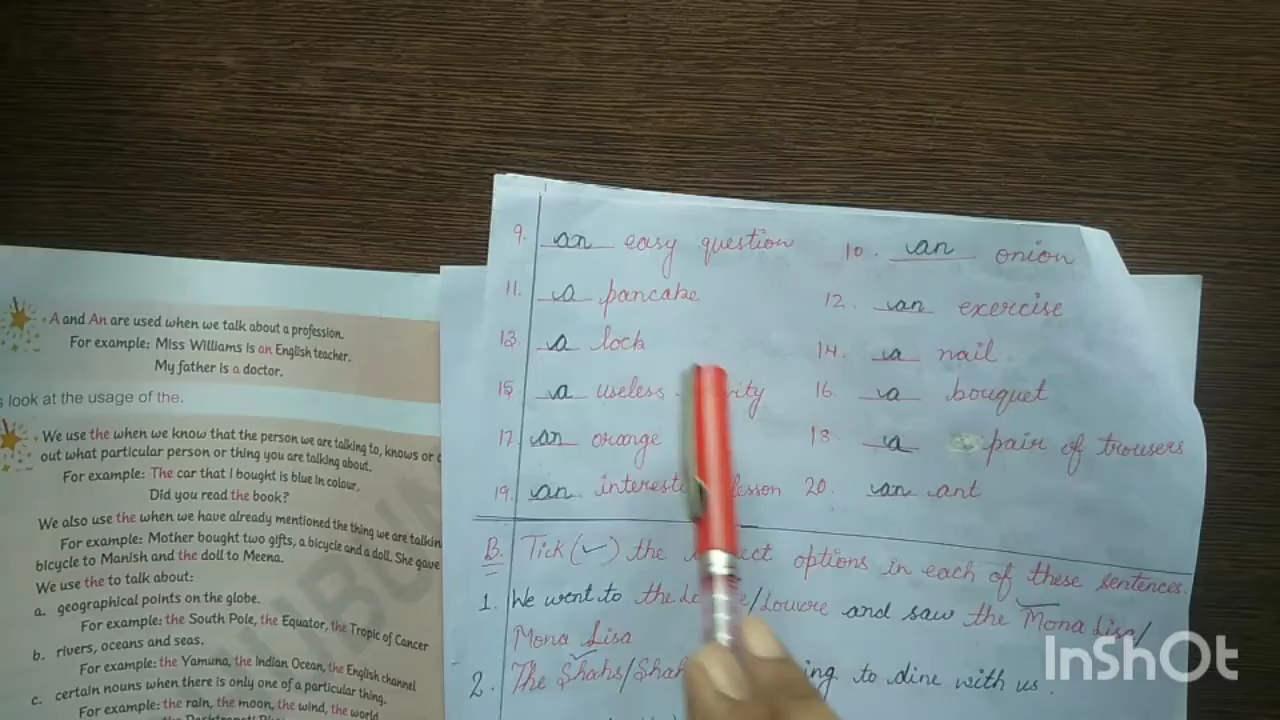 A and An are used when we talk about a profession.
For example: Miss Williams is an English teacher.
My father is a doctor.
look at the usage of the.
We use the when we know that the person we are talking to, knows or
out what particular person or thing you are talking about.
For example: The car that I bought is blue in colour.
Did you read the book?
We also use the when we have already mentioned the thing we are
For example: Mother bought two gifts, a bicycle and a doll. She gave
bicycle to Manish and the doll to Meena.
We use the to talk about:
a. geographical points on the globe.
For example: the South Pole, the Equator, the Tropic of Cancer
b. rivers, oceans and seas.
For example: the Yamuna, the Indian Ocean, the English channel
c. certain nouns when there is only one of a particular thing.
For example: the rain, the moon, the wind, the world
9. an easy question 10. an onion
11. a pancake 12. an exercise
13. a lock 14. a nail
15. a useless 16. a bouquet
17. an orange 18. a pair of trousers
19. an lesson 20. an ant
B. Tick (✓) the options in each of these sentences.
1. We went to the /Louvre and saw the Mona Lisa/
Mona Lisa
2. The Shahs/ to dine with us.
InShOt